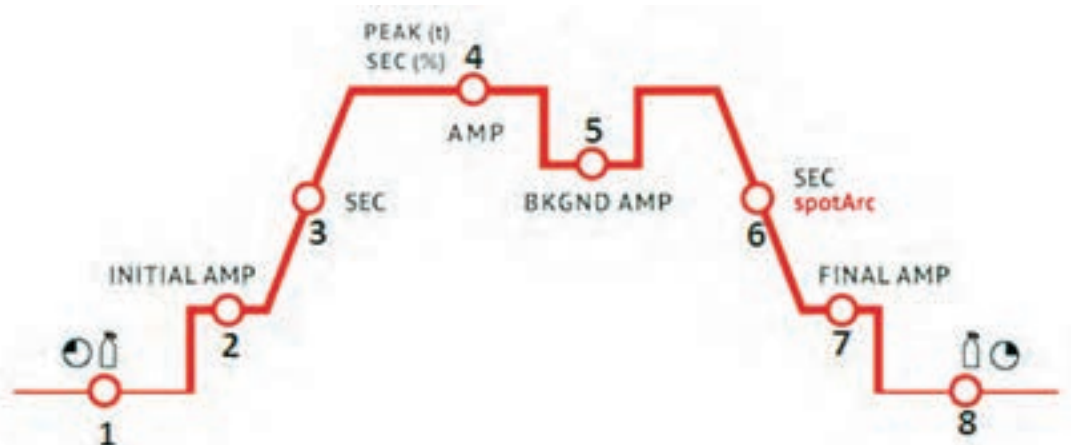 PEAK (t)
SEC (%)
4
AMP
5
BKGND AMP
SEC
3
SEC
spotArc
6
INITIAL AMP
2
FINAL AMP
7
1
8